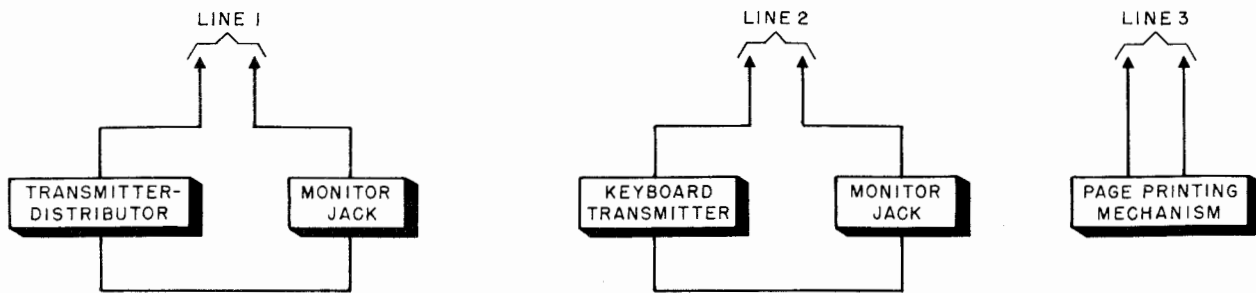 LINE 1
LINE 2
LINE 3
TRANSMITTER-
DISTRIBUTOR
MONITOR
JACK
KEYBOARD
TRANSMITTER
MONITOR
JACK
PAGE PRINTING
MECHANISM